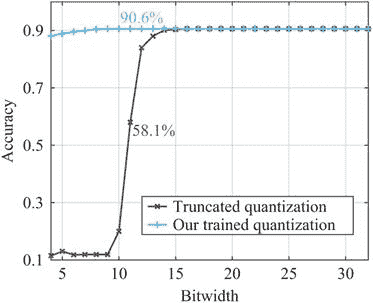 90.6%
0.9
0.7
58.1%
0.5
0.3
0.1
Accuracy
Truncated quantization
Our trained quantization
5 10 15 20 25 30
Bitwidth